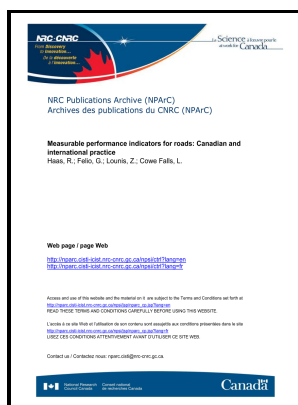 NRC·CNRC
From Discovery
to Innovation...
De la découverte
à l'innovation...
Science
at work for Canada
NRC Publications Archive (NPArC)
Archives des publications du CNRC (NPArC)
Measurable performance indicators for roads: Canadian and
international practice
Haas, R.; Felio, G.; Lounis, Z.; Cowe Falls, L.
Web page / page Web
http://nparc.cisti-icist.nrc-cnrc.gc.ca/npsi/ctrl?lang=en
http://nparc.cisti-icist.nrc-cnrc.gc.ca/npsi/ctrl?lang=fr
Access and use of this website and the material on it are subject to the Terms and Conditions set forth at
http://nparc.cisti-icist.nrc-cnrc.gc.ca/npsi/jsp/nparc_cp.jsp?lang=en
READ THESE TERMS AND CONDITIONS CAREFULLY BEFORE USING THIS WEBSITE.
L'accès à ce site Web et l'utilisation de son contenu sont assujettis aux conditions présentées dans le site
http://nparc.cisti-icist.nrc-cnrc.gc.ca/npsi/jsp/nparc_cp.jsp?lang=fr
LISEZ CES CONDITIONS ATTENTIVEMENT AVANT D'UTILISER CE SITE WEB.
Contact us / Contactez nous: nparc.cisti@nrc-cnrc.gc.ca.
National Research Council Canada
Conseil national de recherches Canada
Canada